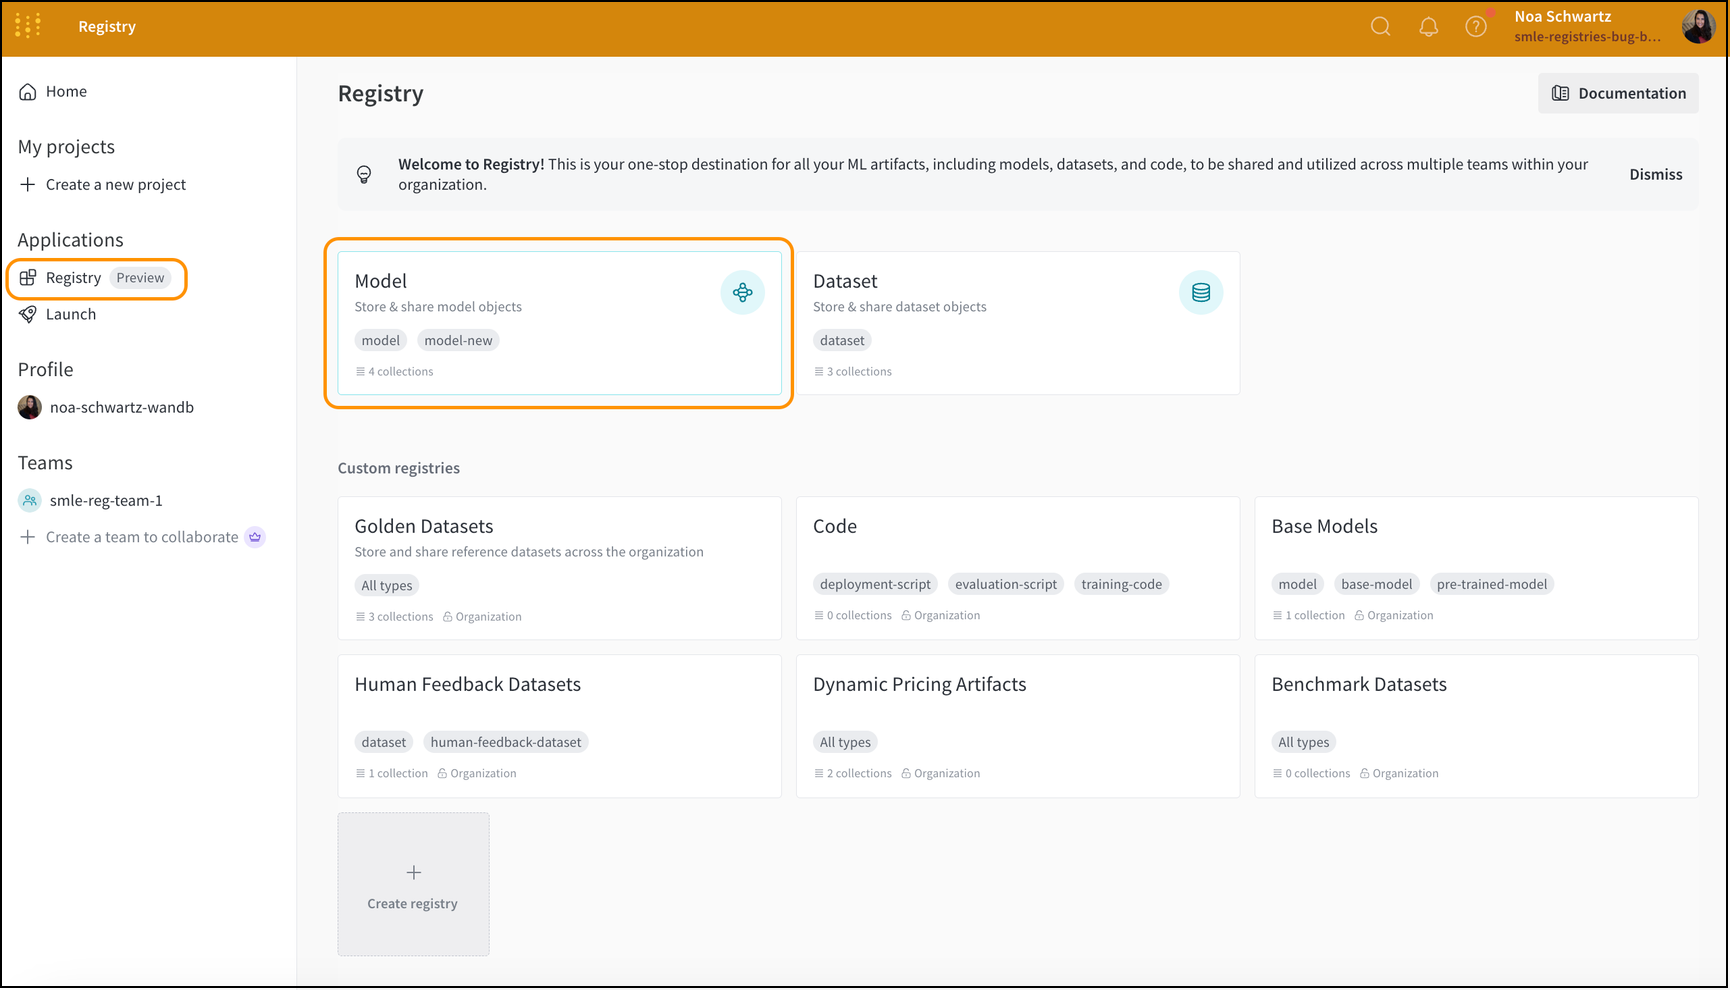 Registry
Noa Schwartz
smle-registries-bug-b...
Home
My projects
Create a new project
Applications
Registry Preview
Launch
Profile
noa-schwartz-wandb
Teams
smle-reg-team-1
Create a team to collaborate
Registry
Documentation
Welcome to Registry! This is your one-stop destination for all your ML artifacts, including models, datasets, and code, to be shared and utilized across multiple teams within your
organization.
Dismiss
Model
Store & share model objects
model model-new
4 collections
Dataset
Store & share dataset objects
dataset
3 collections
Custom registries
Golden Datasets
Store and share reference datasets across the organization
All types
3 collections Organization
Code
deployment-script evaluation-script training-code
0 collections Organization
Base Models
model base-model pre-trained-model
1 collection Organization
Human Feedback Datasets
dataset human-feedback-dataset
1 collection Organization
Dynamic Pricing Artifacts
All types
2 collections Organization
Benchmark Datasets
All types
0 collections Organization
Create registry